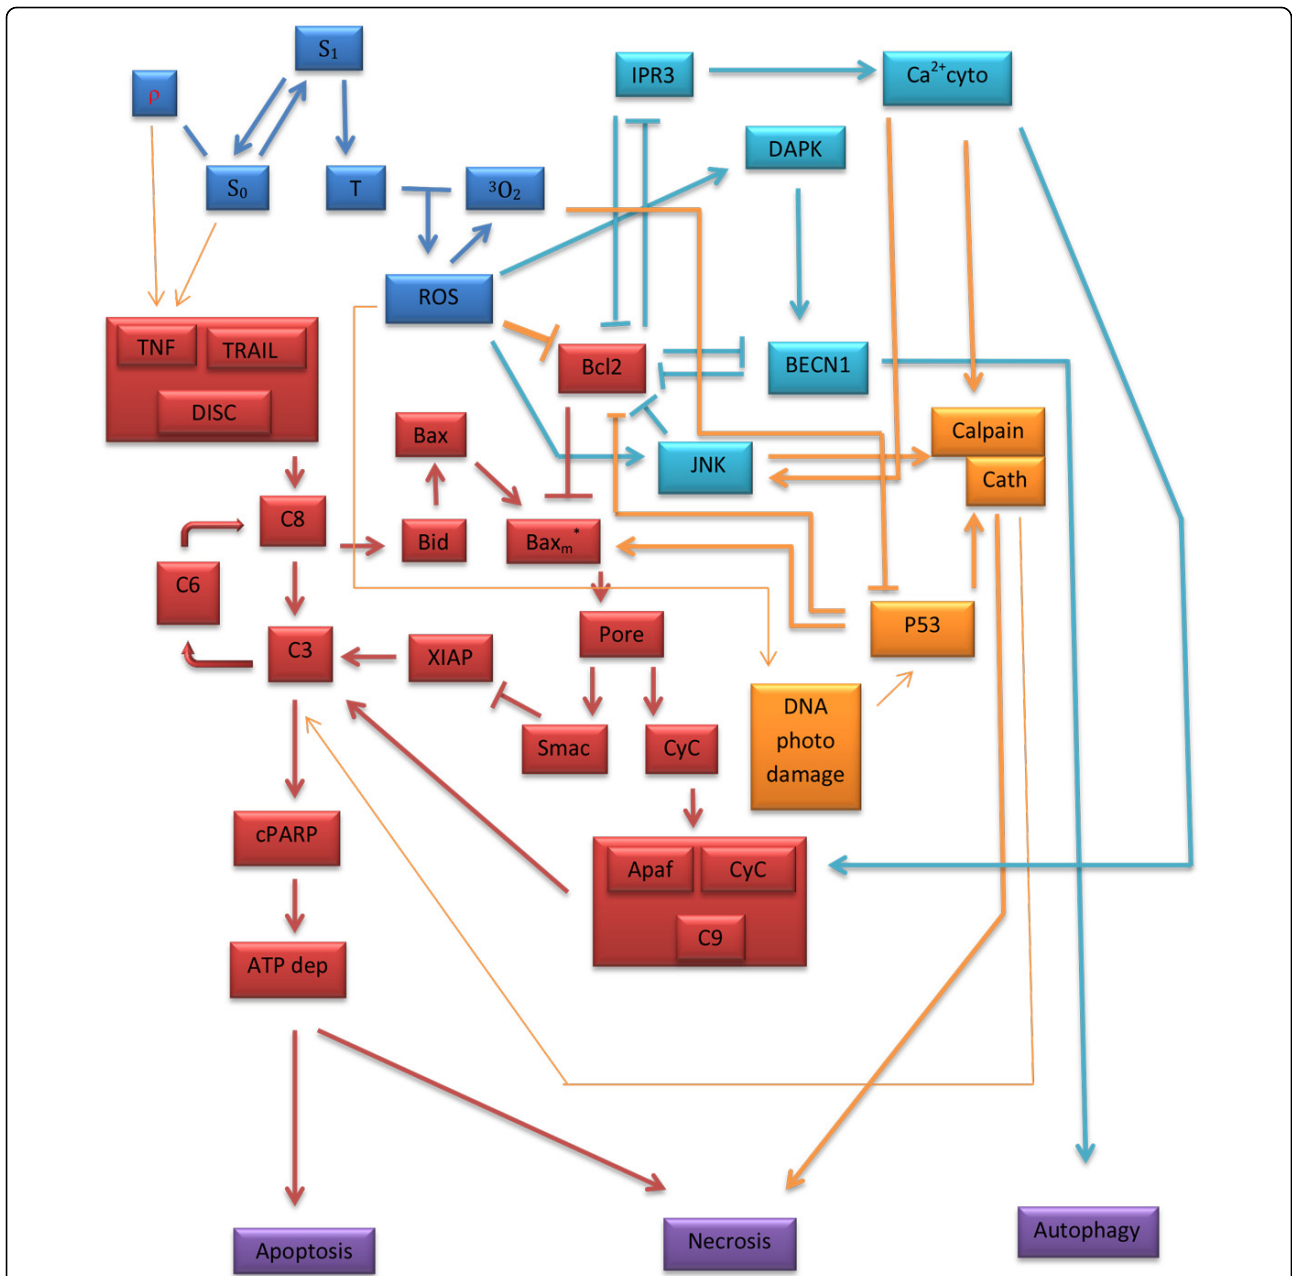 S₁
IPR3
Ca²⁺cyto
ρ
DAPK
S₀
T
³O₂
ROS
TNF
TRAIL
Bcl2
BECN1
DISC
Bax
Calpain
JNK
Cath
C8
Bid
Baxₘ*
C6
P53
Pore
C3
XIAP
DNA
photo
damage
Smac
CyC
cPARP
Apaf
CyC
C9
ATP dep
Apoptosis
Necrosis
Autophagy